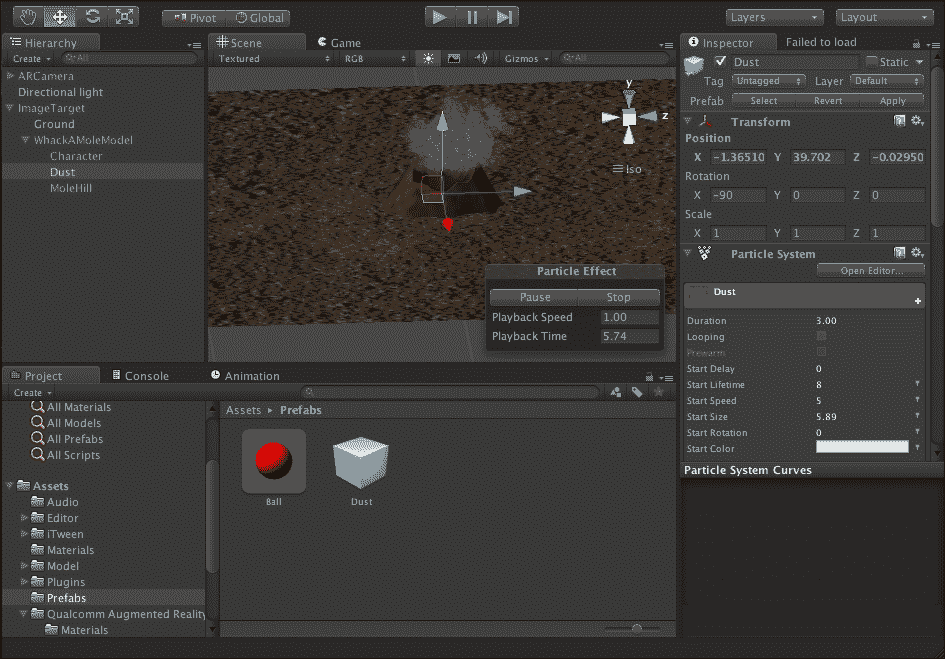 Pivot Global Layers Layout
Hierarchy
Create All
ARCamera
Directional light
ImageTarget
Ground
WhackAMoleModel
Character
Dust
MoleHill
Scene Game
Textured RGB Gizmos All
y
z
Iso
Particle Effect
Pause Stop
Playback Speed 1.00
Playback Time 5.74
Inspector Failed to load
Dust Static
Tag Untagged Layer Default
Prefab Select Revert Apply
Transform
Position
X -1.36510 Y 39.702 Z -0.02950
Rotation
X -90 Y 0 Z 0
Scale
X 1 Y 1 Z 1
Particle System
Open Editor...
Dust
Duration 3.00
Looping
Prewarm
Start Delay 0
Start Lifetime 8
Start Speed 5
Start Size 5.89
Start Rotation 0
Start Color
Particle System Curves
Project Console Animation
Create
All Materials
All Models
All Prefabs
All Scripts
Assets
Audio
Editor
iTween
Materials
Model
Plugins
Prefabs
Qualcomm Augmented Reality
Materials
Assets Prefabs
Ball Dust